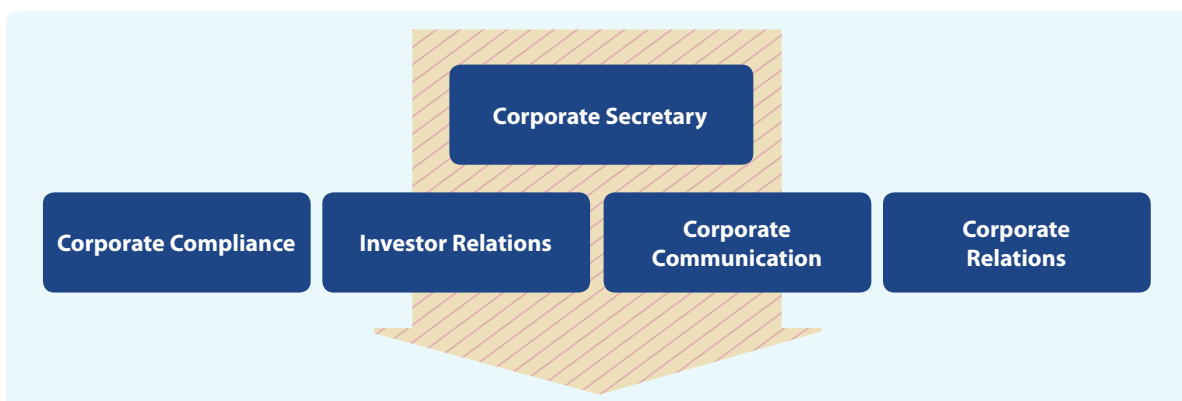 Corporate Secretary
Corporate Compliance
Investor Relations
Corporate
Communication
Corporate
Relations